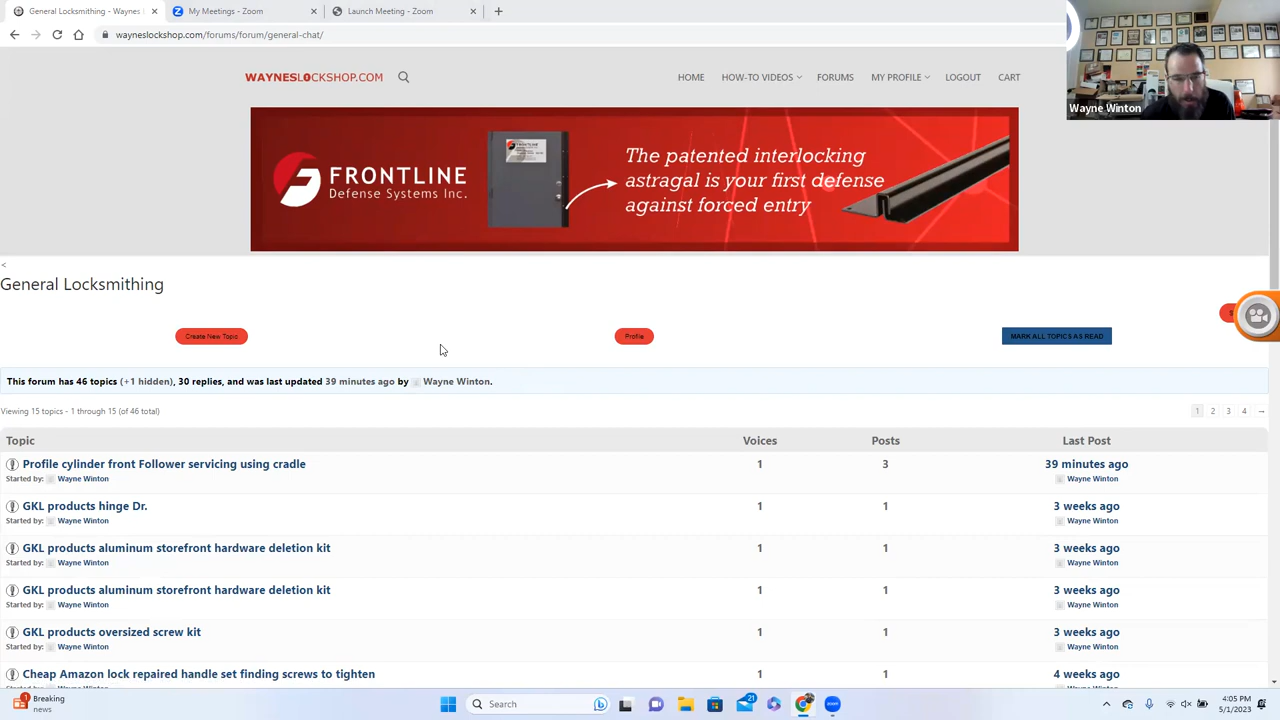 General Locksmithing - Wayne's L
My Meetings - Zoom
Launch Meeting - Zoom
wayneslockshop.com/forums/forum/general-chat/
WAYNESLOCKSHOP.COM
HOME
HOW-TO VIDEOS
FORUMS
MY PROFILE
LOGOUT
CART
Wayne Winton
FRONTLINE
Defense Systems Inc.
The patented interlocking
astragal is your first defense
against forced entry
<
General Locksmithing
Create New Topic
Profile
MARK ALL TOPICS AS READ
This forum has 46 topics (+1 hidden), 30 replies, and was last updated 39 minutes ago by Wayne Winton.
Viewing 15 topics - 1 through 15 (of 46 total)
1 2 3 4 →
Topic Voices Posts Last Post
Profile cylinder front Follower servicing using cradle 1 3 39 minutes ago
Started by: Wayne Winton Wayne Winton
GKL products hinge Dr. 1 1 3 weeks ago
Started by: Wayne Winton Wayne Winton
GKL products aluminum storefront hardware deletion kit 1 1 3 weeks ago
Started by: Wayne Winton Wayne Winton
GKL products aluminum storefront hardware deletion kit 1 1 3 weeks ago
Started by: Wayne Winton Wayne Winton
GKL products oversized screw kit 1 1 3 weeks ago
Started by: Wayne Winton Wayne Winton
Cheap Amazon lock repaired handle set finding screws to tighten 1 1 4 weeks ago
Breaking
news
Search
21
4:05 PM
5/1/2023